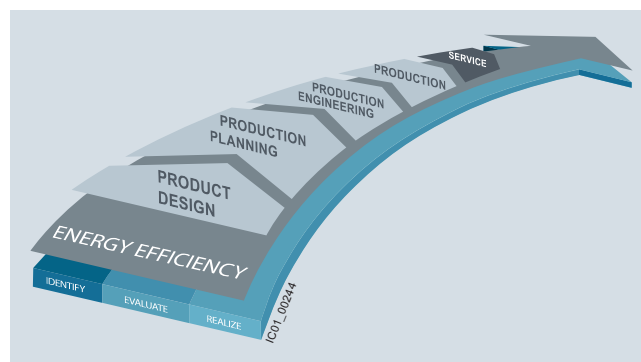 SERVICE
PRODUCTION
PRODUCTION
ENGINEERING
PRODUCTION
PLANNING
PRODUCT
DESIGN
ENERGY EFFICIENCY
IDENTIFY
EVALUATE
REALIZE
IC01_00244